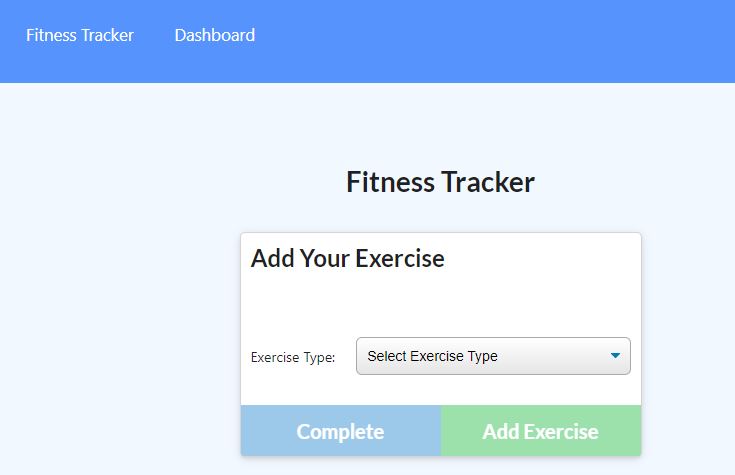 Fitness Tracker Dashboard
Fitness Tracker
Add Your Exercise
Exercise Type: Select Exercise Type
Complete Add Exercise